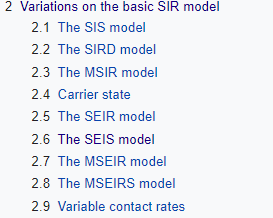 2 Variations on the basic SIR model
2.1 The SIS model
2.2 The SIRD model
2.3 The MSIR model
2.4 Carrier state
2.5 The SEIR model
2.6 The SEIS model
2.7 The MSEIR model
2.8 The MSEIRS model
2.9 Variable contact rates